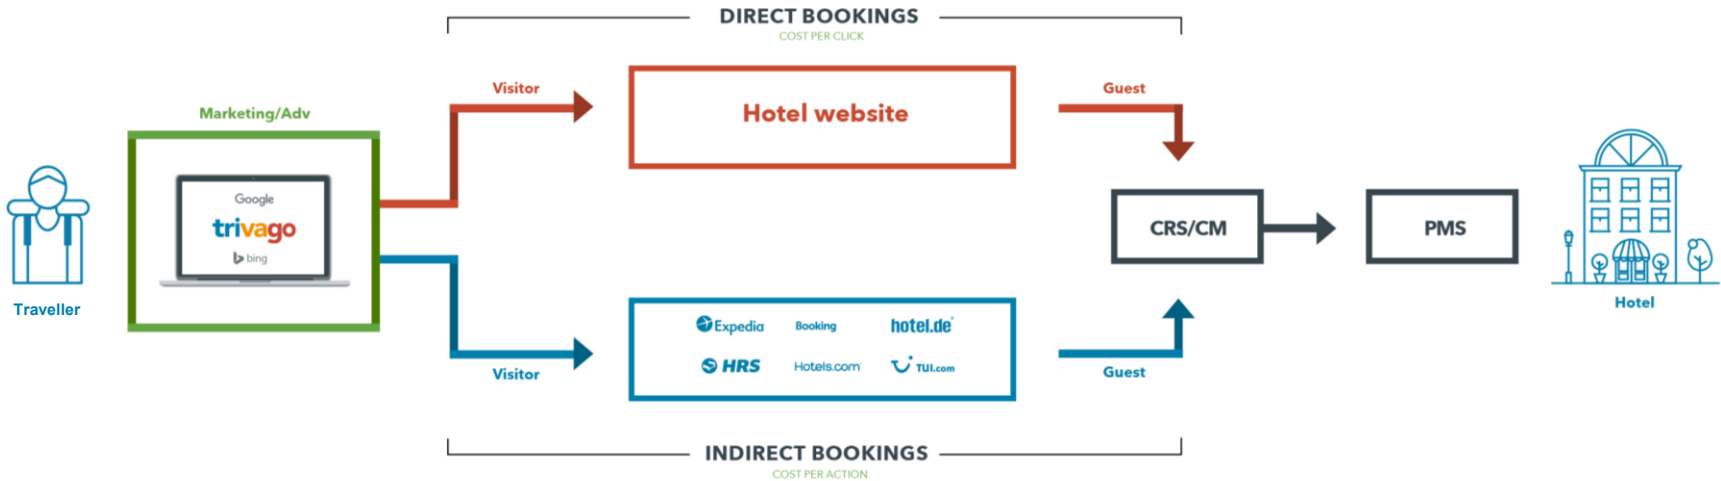 DIRECT BOOKINGS
COST PER CLICK
Visitor
Guest
Marketing/Adv
Hotel website
Google
trivago
bing
CRS/CM
PMS
Traveller
Hotel
Expedia
Booking
hotel.de
HRS
Hotels.com
TUI.com
Visitor
Guest
INDIRECT BOOKINGS
COST PER ACTION